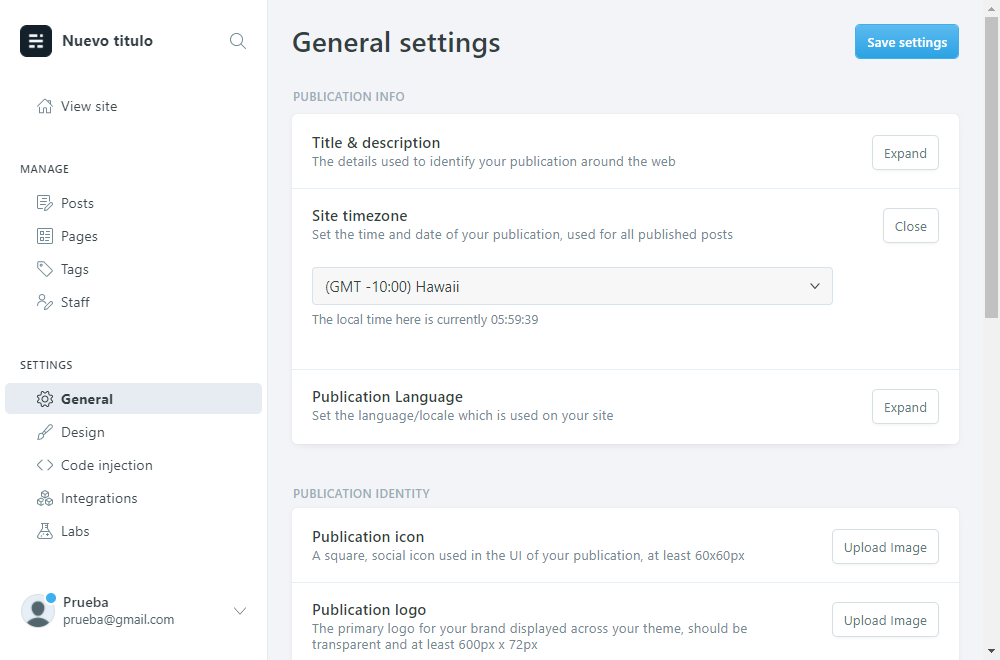 Nuevo titulo
View site
MANAGE
Posts
Pages
Tags
Staff
SETTINGS
General
Design
Code injection
Integrations
Labs
Prueba
prueba@gmail.com
General settings
Save settings
PUBLICATION INFO
Title & description
The details used to identify your publication around the web
Expand
Site timezone
Set the time and date of your publication, used for all published posts
Close
(GMT -10:00) Hawaii
The local time here is currently 05:59:39
Publication Language
Set the language/locale which is used on your site
Expand
PUBLICATION IDENTITY
Publication icon
A square, social icon used in the UI of your publication, at least 60x60px
Upload Image
Publication logo
The primary logo for your brand displayed across your theme, should be
transparent and at least 600px x 72px
Upload Image